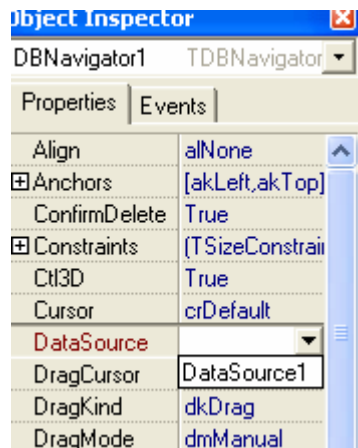 Object Inspector
DBNavigator1 TDBNavigator
Properties Events
Align alNone
Anchors [akLeft,akTop]
ConfirmDelete True
Constraints (TSizeConstrain
Ctl3D True
Cursor crDefault
DataSource
DragCursor DataSource1
DragKind dkDrag
DragMode dmManual